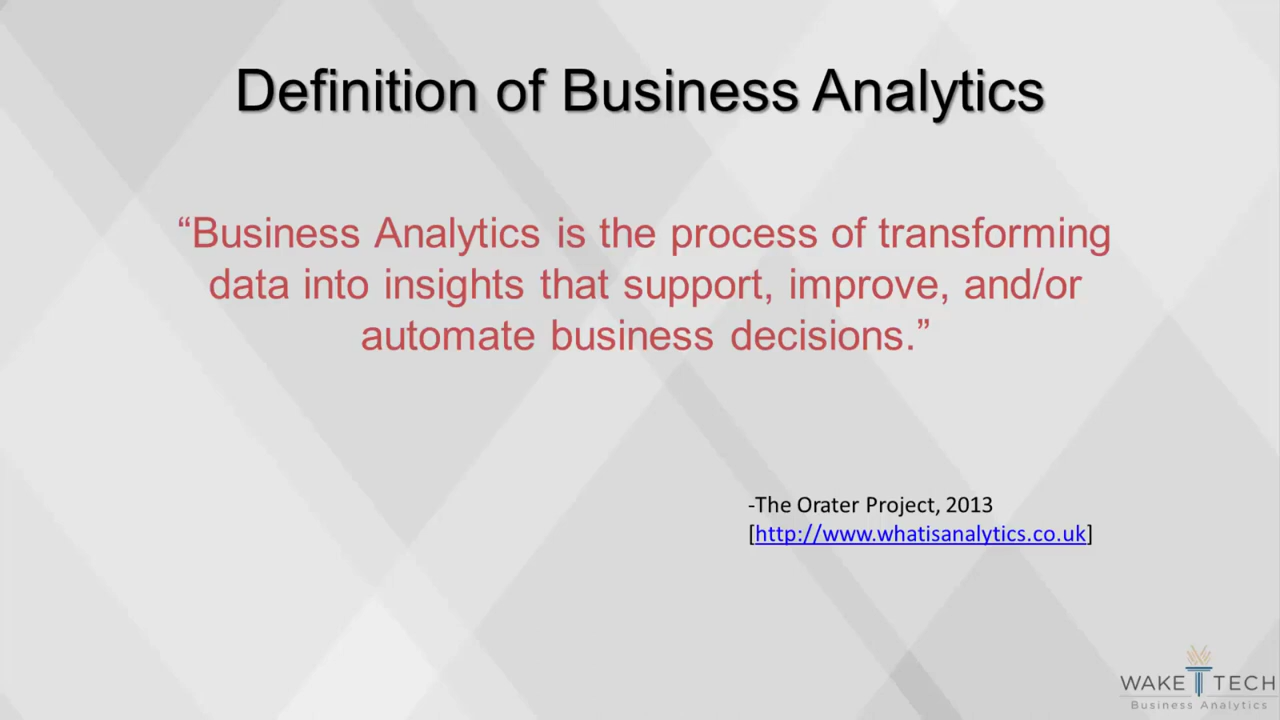 Definition of Business Analytics
“Business Analytics is the process of transforming
data into insights that support, improve, and/or
automate business decisions.”
-The Orater Project, 2013
[http://www.whatisanalytics.co.uk]
WAKE TECH
Business Analytics